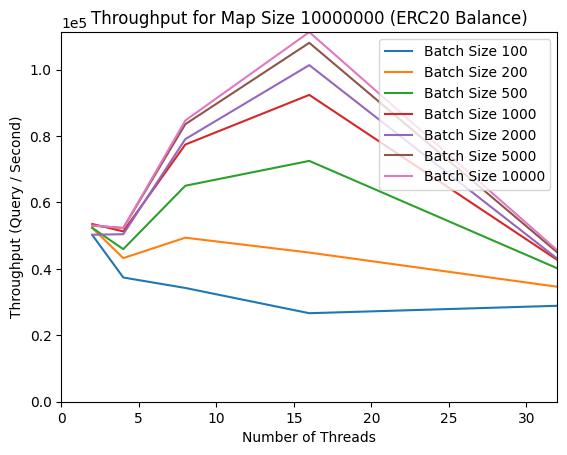 Throughput for Map Size 10000000 (ERC20 Balance)
1e5
1.0
0.8
0.6
0.4
0.2
0.0
Throughput (Query / Second)
Batch Size 100
Batch Size 200
Batch Size 500
Batch Size 1000
Batch Size 2000
Batch Size 5000
Batch Size 10000
0 5 10 15 20 25 30
Number of Threads